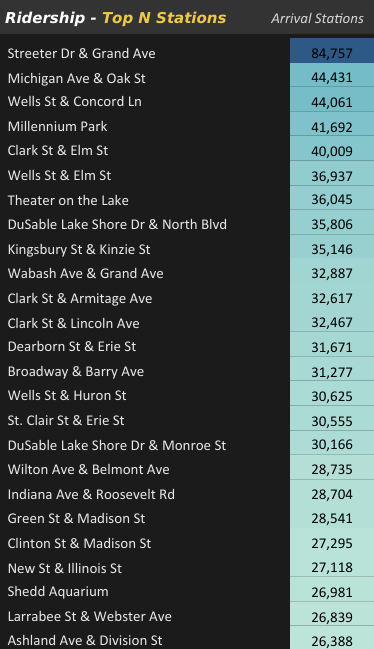 Ridership - Top N Stations Arrival Stations
Streeter Dr & Grand Ave 84,757
Michigan Ave & Oak St 44,431
Wells St & Concord Ln 44,061
Millennium Park 41,692
Clark St & Elm St 40,009
Wells St & Elm St 36,937
Theater on the Lake 36,045
DuSable Lake Shore Dr & North Blvd 35,806
Kingsbury St & Kinzie St 35,146
Wabash Ave & Grand Ave 32,887
Clark St & Armitage Ave 32,617
Clark St & Lincoln Ave 32,467
Dearborn St & Erie St 31,671
Broadway & Barry Ave 31,277
Wells St & Huron St 30,625
St. Clair St & Erie St 30,555
DuSable Lake Shore Dr & Monroe St 30,166
Wilton Ave & Belmont Ave 28,735
Indiana Ave & Roosevelt Rd 28,704
Green St & Madison St 28,541
Clinton St & Madison St 27,295
New St & Illinois St 27,118
Shedd Aquarium 26,981
Larrabee St & Webster Ave 26,839
Ashland Ave & Division St 26,388